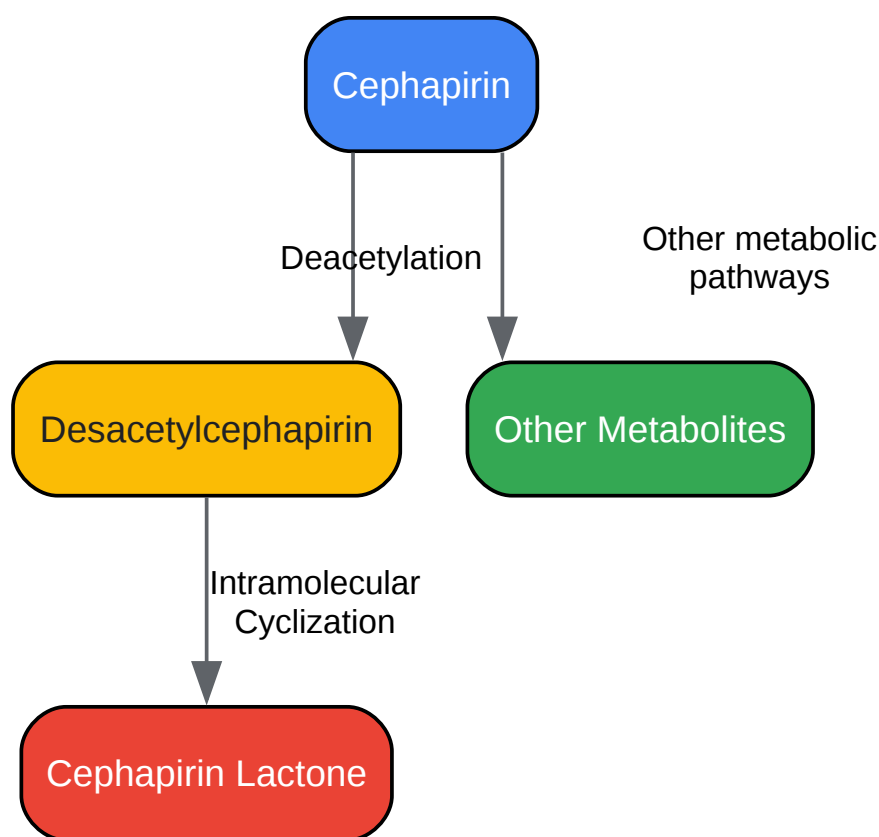 Cephapirin
Other metabolic
pathways
Deacetylation
Desacetylcephapirin
Other Metabolites
Intramolecular
Cyclization
Cephapirin Lactone